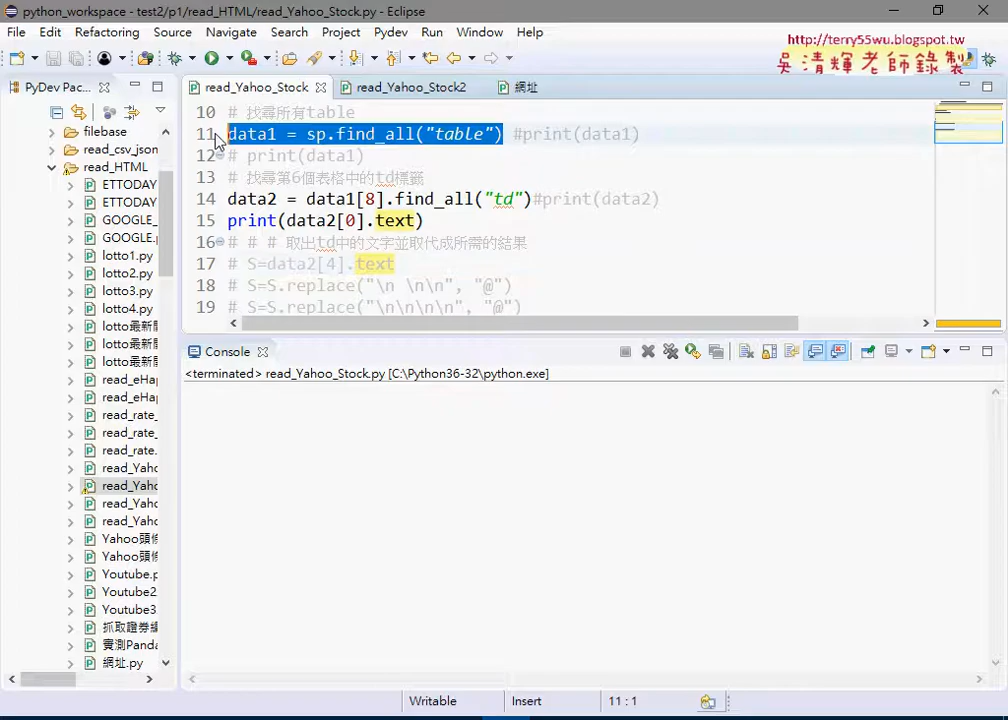 python_workspace - test2/p1/read_HTML/read_Yahoo_Stock.py - Eclipse
File Edit Refactoring Source Navigate Search Project Pydev Run Window Help
http://terry55wu.blogspot.tw
吳清輝老師錄製
PyDev Pac
read_Yahoo_Stock
read_Yahoo_Stock2
網址
filebase
read_csv_json
read_HTML
ETTODAY
ETTODAY
GOOGLE_
GOOGLE.p
lotto1.py
lotto2.py
lotto3.py
lotto4.py
lotto最新開
lotto最新開
lotto最新開
read_eHap
read_eHap
read_rate_
read_rate.
read_rate.
read_Yaho
read_Yaho
read_Yaho
read_Yaho
Yahoo頭條
Yahoo頭條
Youtube.p
Youtube2.
Youtube3.
抓取證券編
實測Panda
網址.py
10 # 找尋所有table
11 data1 = sp.find_all("table") #print(data1)
12 # print(data1)
13 # 找尋第6個表格中的td標籤
14 data2 = data1[8].find_all("td")#print(data2)
15 print(data2[0].text)
16 # # # 取出td中的文字並取代成所需的結果
17 # S=data2[4].text
18 # S=S.replace("\n \n\n", "@")
19 # S=S.replace("\n\n\n\n", "@")
Console
<terminated> read_Yahoo_Stock.py [C:\Python36-32\python.exe]
Writable Insert 11 : 1